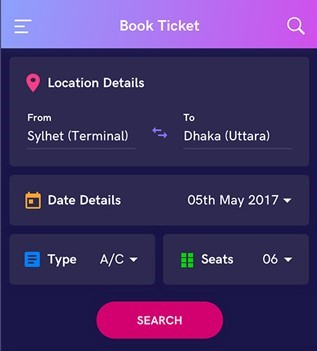 Book Ticket
Location Details
From To
Sylhet (Terminal) Dhaka (Uttara)
Date Details 05th May 2017
Type A/C Seats 06
SEARCH